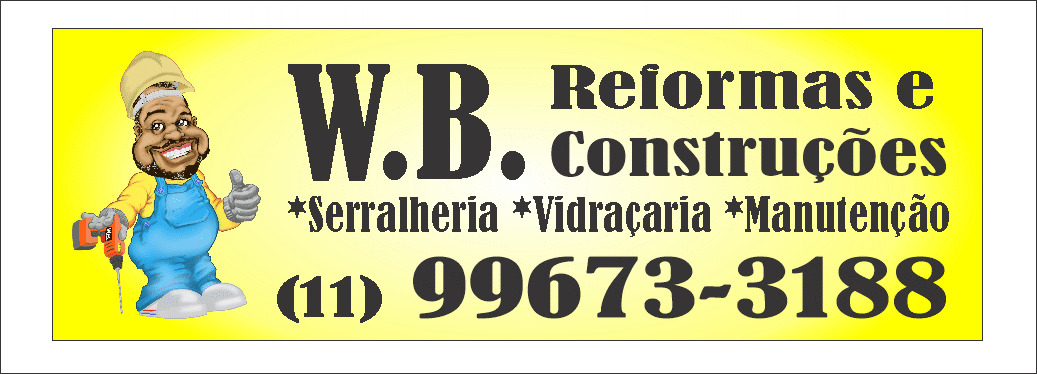 W.B. Reformas e
Construções
*Serralheria *Vidraçaria *Manutenção
(11) 99673-3188